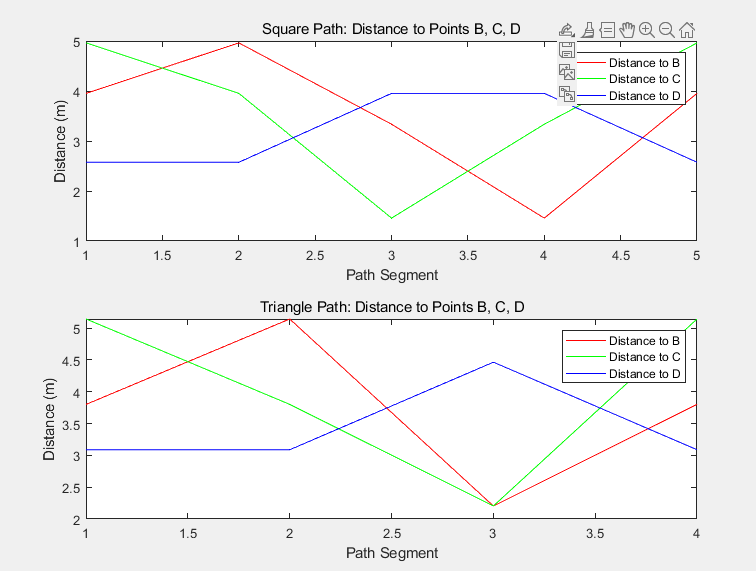 Square Path: Distance to Points B, C, D
Distance (m)
5
4
3
2
1
1
1.5
2
2.5
3
3.5
4
4.5
5
Path Segment
Distance to B
Distance to C
Distance to D
Triangle Path: Distance to Points B, C, D
Distance (m)
5
4.5
4
3.5
3
2.5
2
1
1.5
2
2.5
3
3.5
4
Path Segment
Distance to B
Distance to C
Distance to D